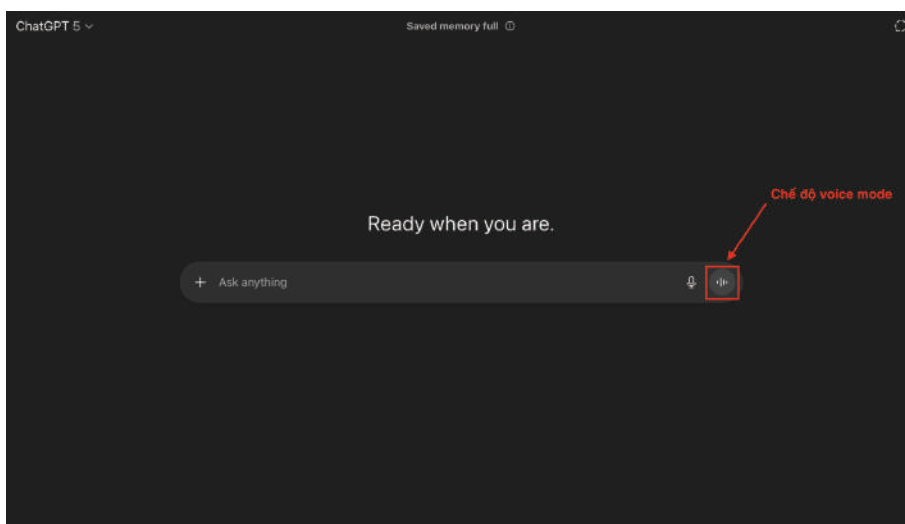 ChatGPT 5
Saved memory full
Chế độ voice mode
Ready when you are.
Ask anything